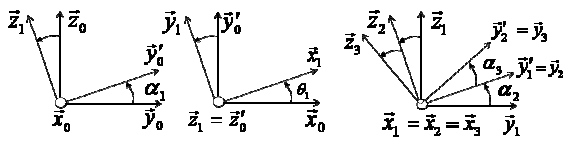 z⃗₁ z⃗₀ y⃗′₀ α₁ y⃗₀ x⃗₀
y⃗₁ y⃗′₀ x⃗₁ θ₁ x⃗₀ z⃗₁ = z⃗′₀
z⃗₃ z⃗₂ z⃗₁ y⃗′₂ = y⃗₃ α₃ y⃗′₁ = y⃗₂ α₂ y⃗₁
x⃗₁ = x⃗₂ = x⃗₃